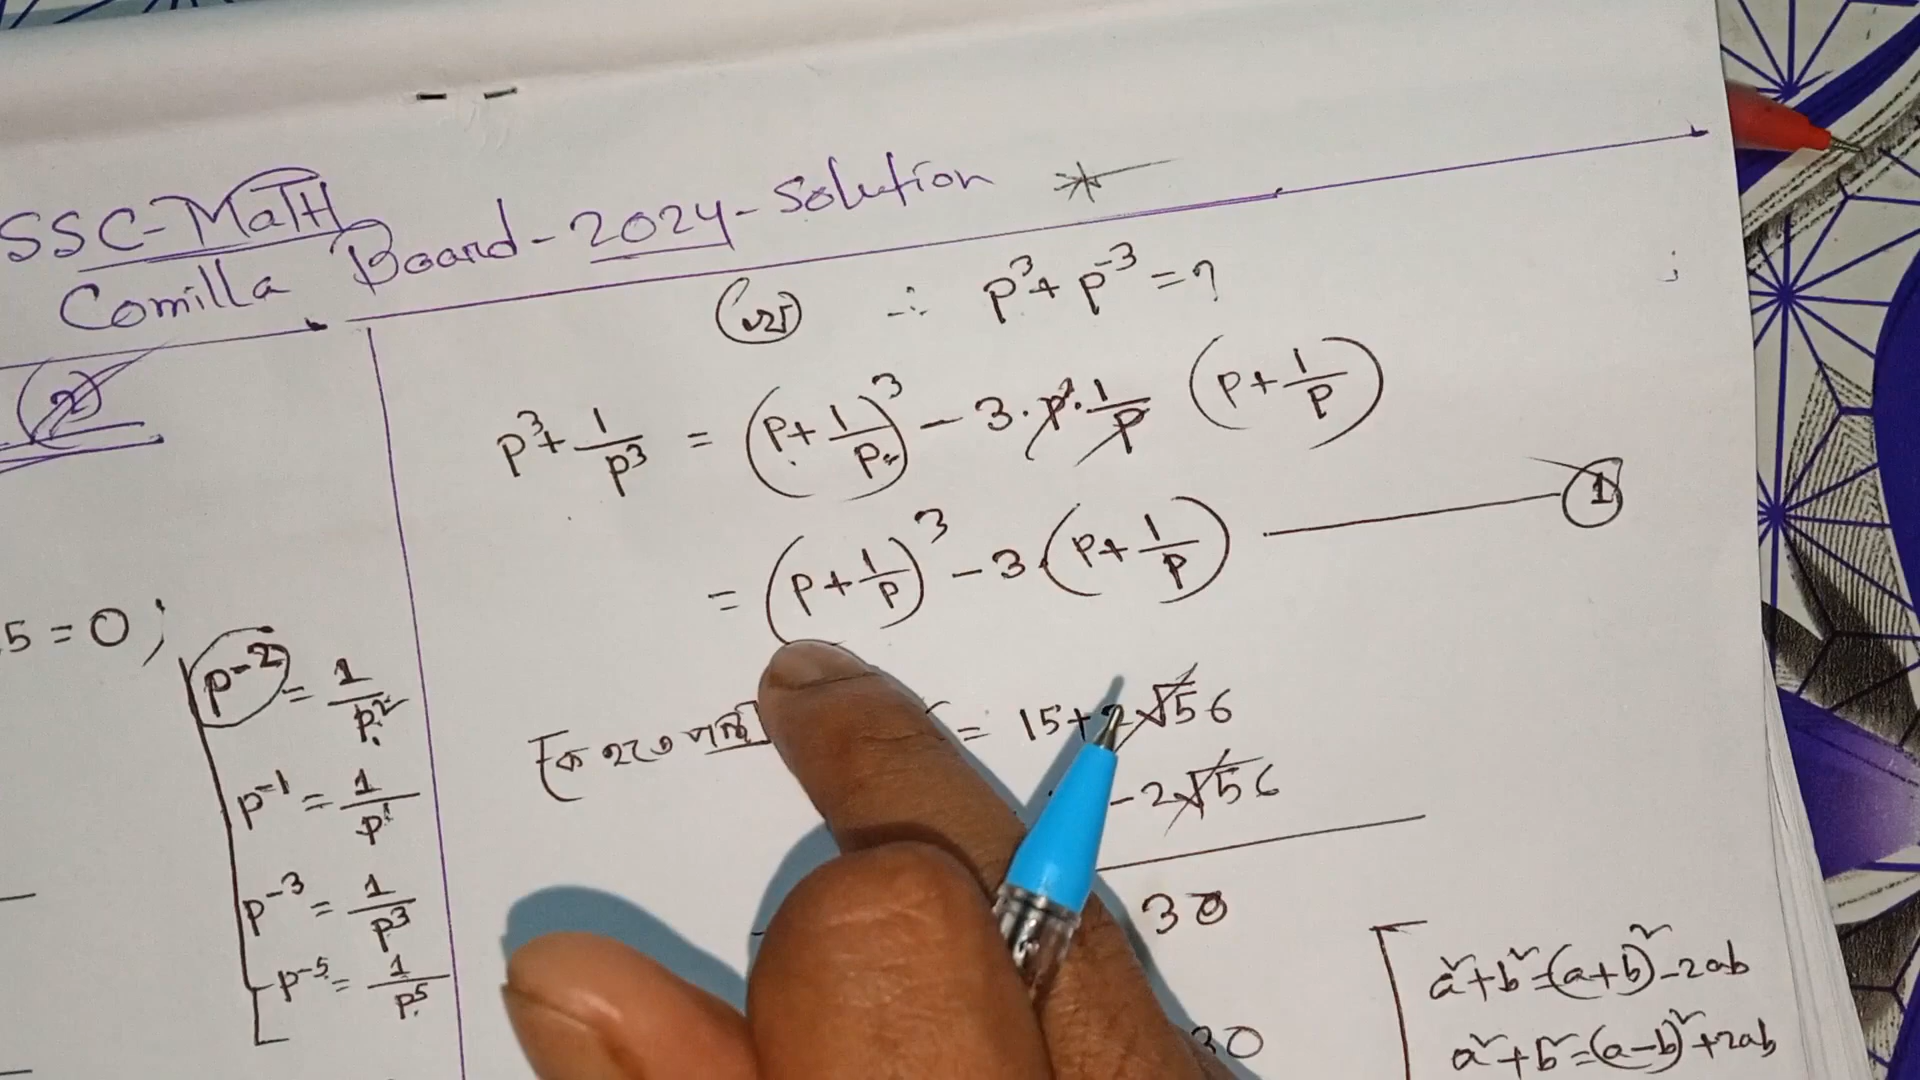 SSC-MaTH
Comilla Board-2024-Solution
(খ) ∴ p³+p⁻³=?
p³+1/p³ = (p+1/p)³-3.p.1/p (p+1/p)
= (p+1/p)³-3.(p+1/p) ——— 1
5=0;
p⁻²=1/p²
p⁻¹=1/p¹
p⁻³=1/p³
p⁻⁵=1/p⁵
[ক হতে পাই = 15+2√56
-2√56
30
30
a²+b²=(a+b)²-2ab
a²+b²=(a-b)²+2ab